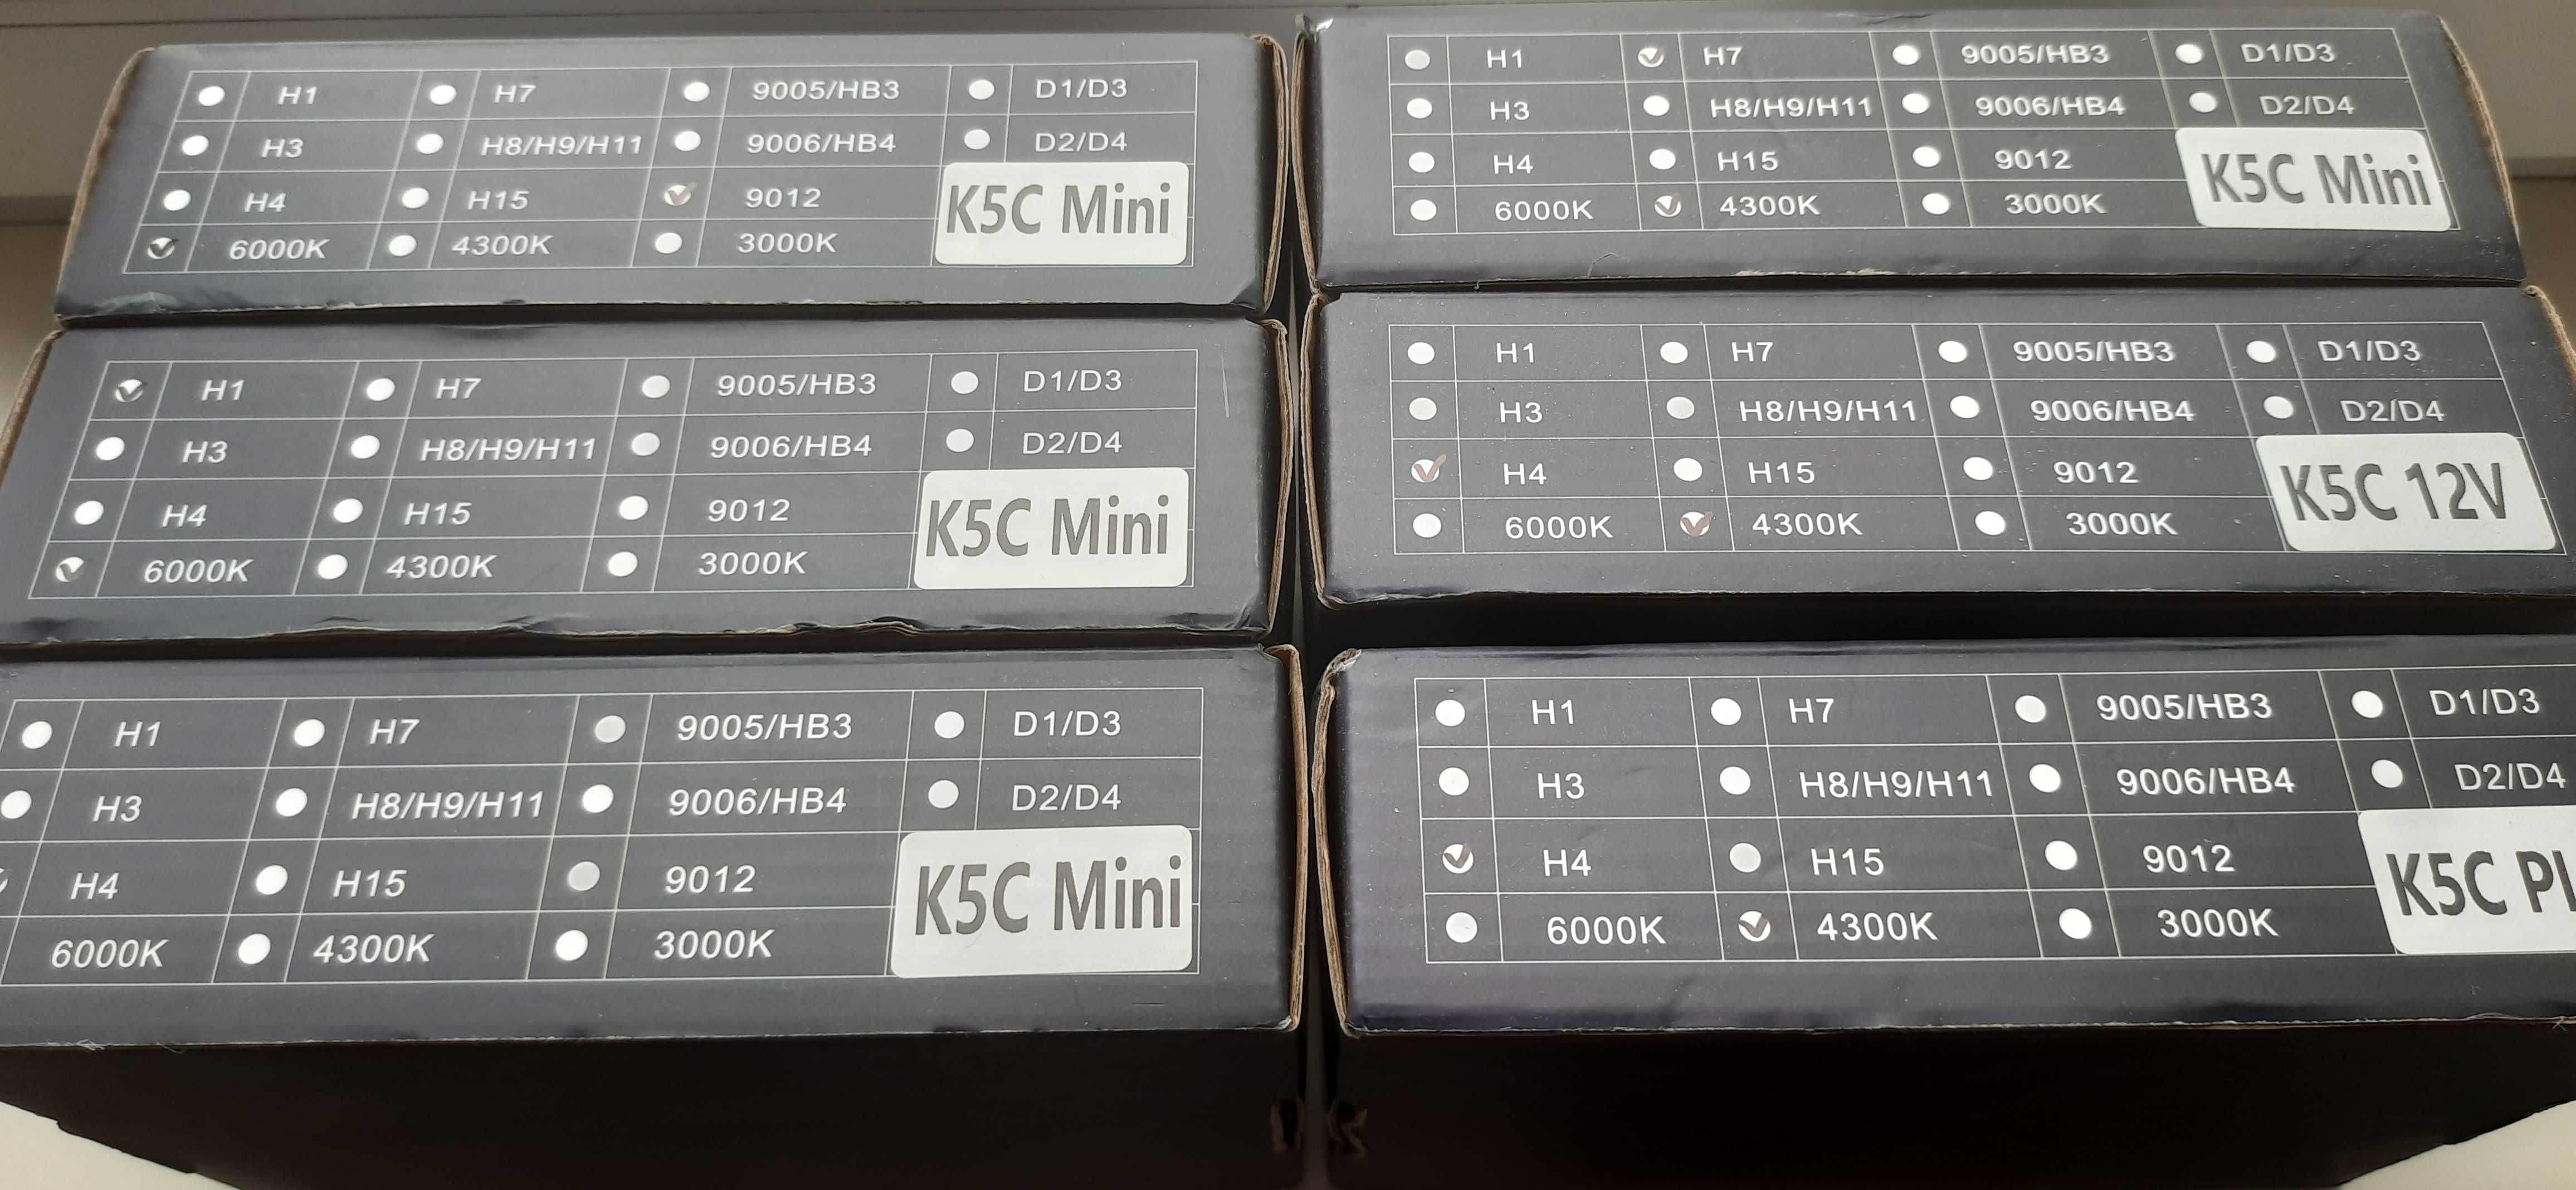 H1 H7 9005/HB3 D1/D3
H3 H8/H9/H11 9006/HB4 D2/D4
H4 H15 9012 K5C Mini
6000K 4300K 3000K
H1 H7 9005/HB3 D1/D3
H3 H8/H9/H11 9006/HB4 D2/D4
H4 H15 9012 K5C Mini
6000K 4300K 3000K
H1 H7 9005/HB3 D1/D3
H3 H8/H9/H11 9006/HB4 D2/D4
H4 H15 9012 K5C Mini
6000K 4300K 3000K
H1 H7 9005/HB3 D1/D3
H3 H8/H9/H11 9006/HB4 D2/D4
H4 H15 9012 K5C 12V
6000K 4300K 3000K
H1 H7 9005/HB3 D1/D3
H3 H8/H9/H11 9006/HB4 D2/D4
H4 H15 9012 K5C Mini
6000K 4300K 3000K
H1 H7 9005/HB3 D1/D3
H3 H8/H9/H11 9006/HB4 D2/D4
H4 H15 9012 K5C
6000K 4300K 3000K